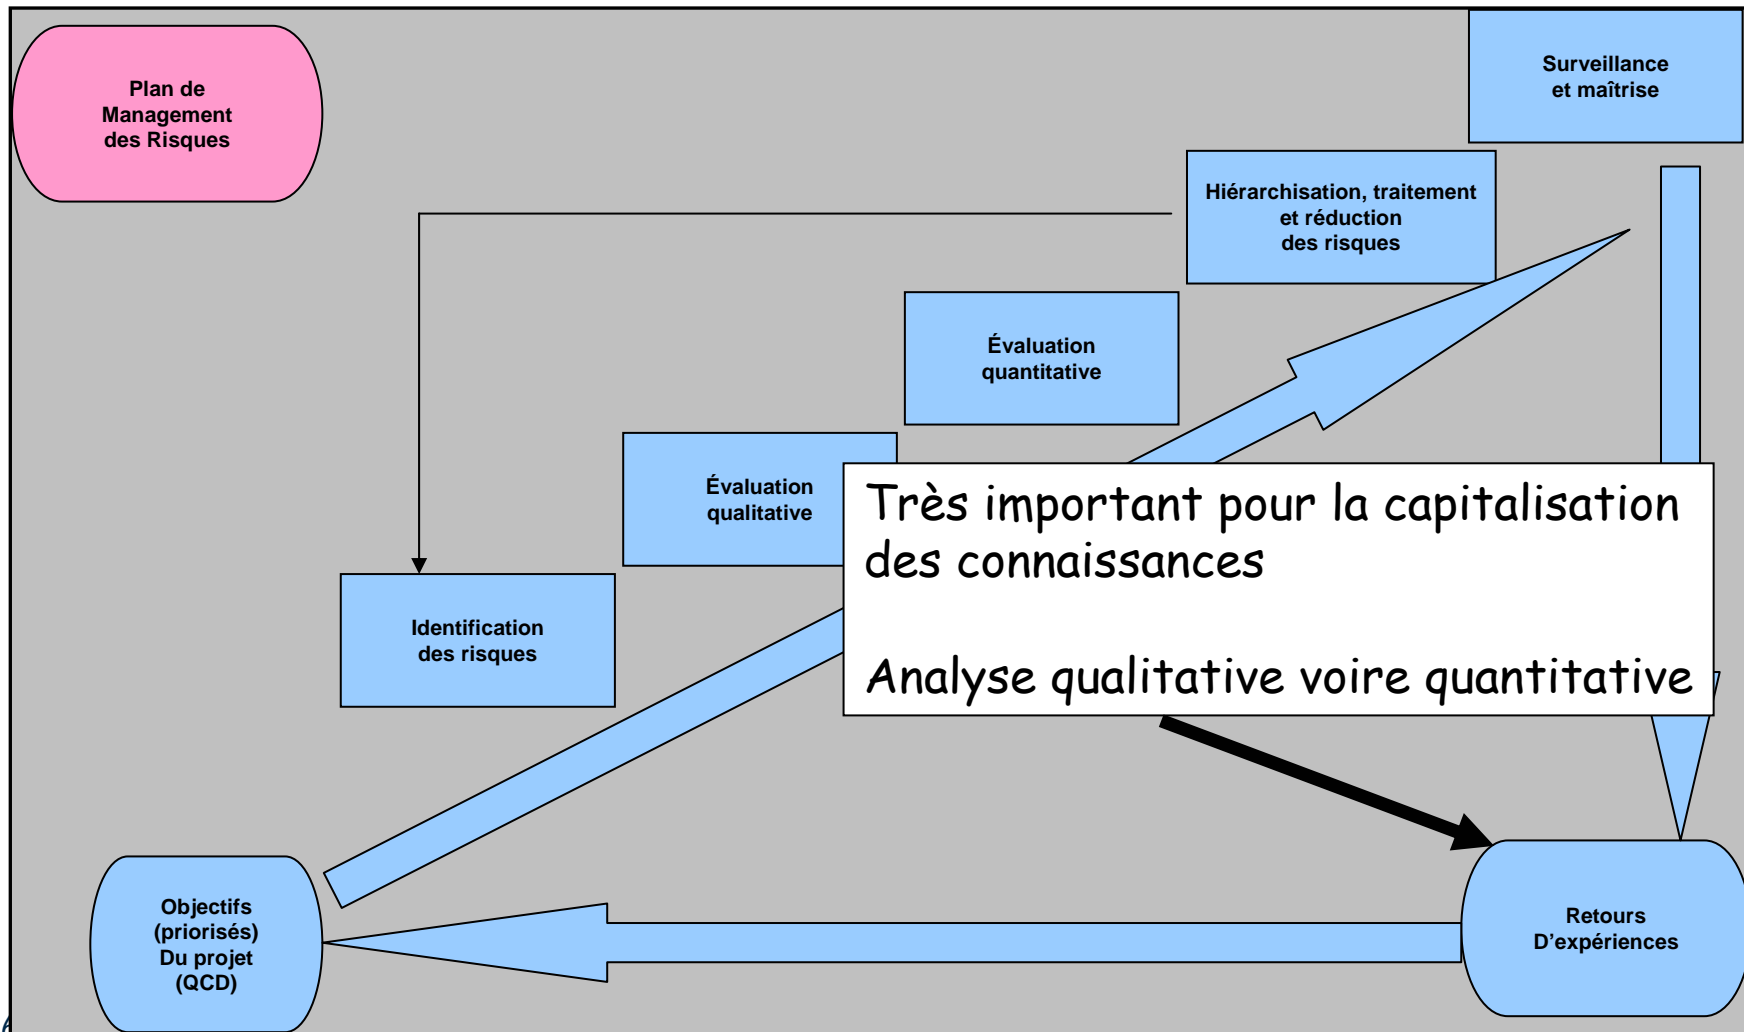 Plan de
Management
des Risques
Surveillance
et maîtrise
Hiérarchisation, traitement
et réduction
des risques
Évaluation
quantitative
Évaluation
qualitative
Très important pour la capitalisation
des connaissances
Analyse qualitative voire quantitative
Identification
des risques
Objectifs
(priorisés)
Du projet
(QCD)
Retours
D’expériences